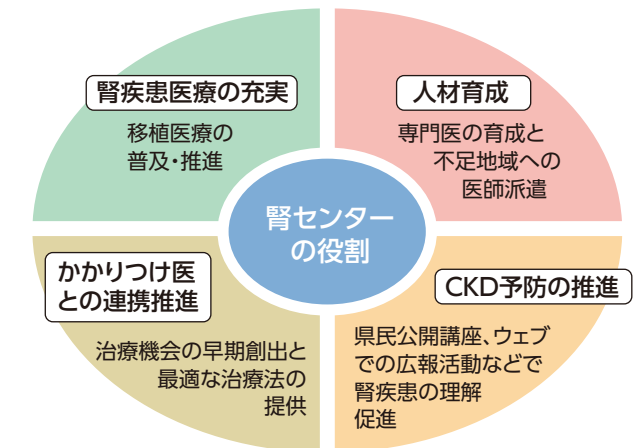 腎疾患医療の充実
移植医療の
普及・推進
人材育成
専門医の育成と
不足地域への
医師派遣
腎センター
の役割
かかりつけ医
との連携推進
治療機会の早期創出と
最適な治療法の
提供
CKD予防の推進
県民公開講座、ウェブ
での広報活動などで
腎疾患の理解
促進